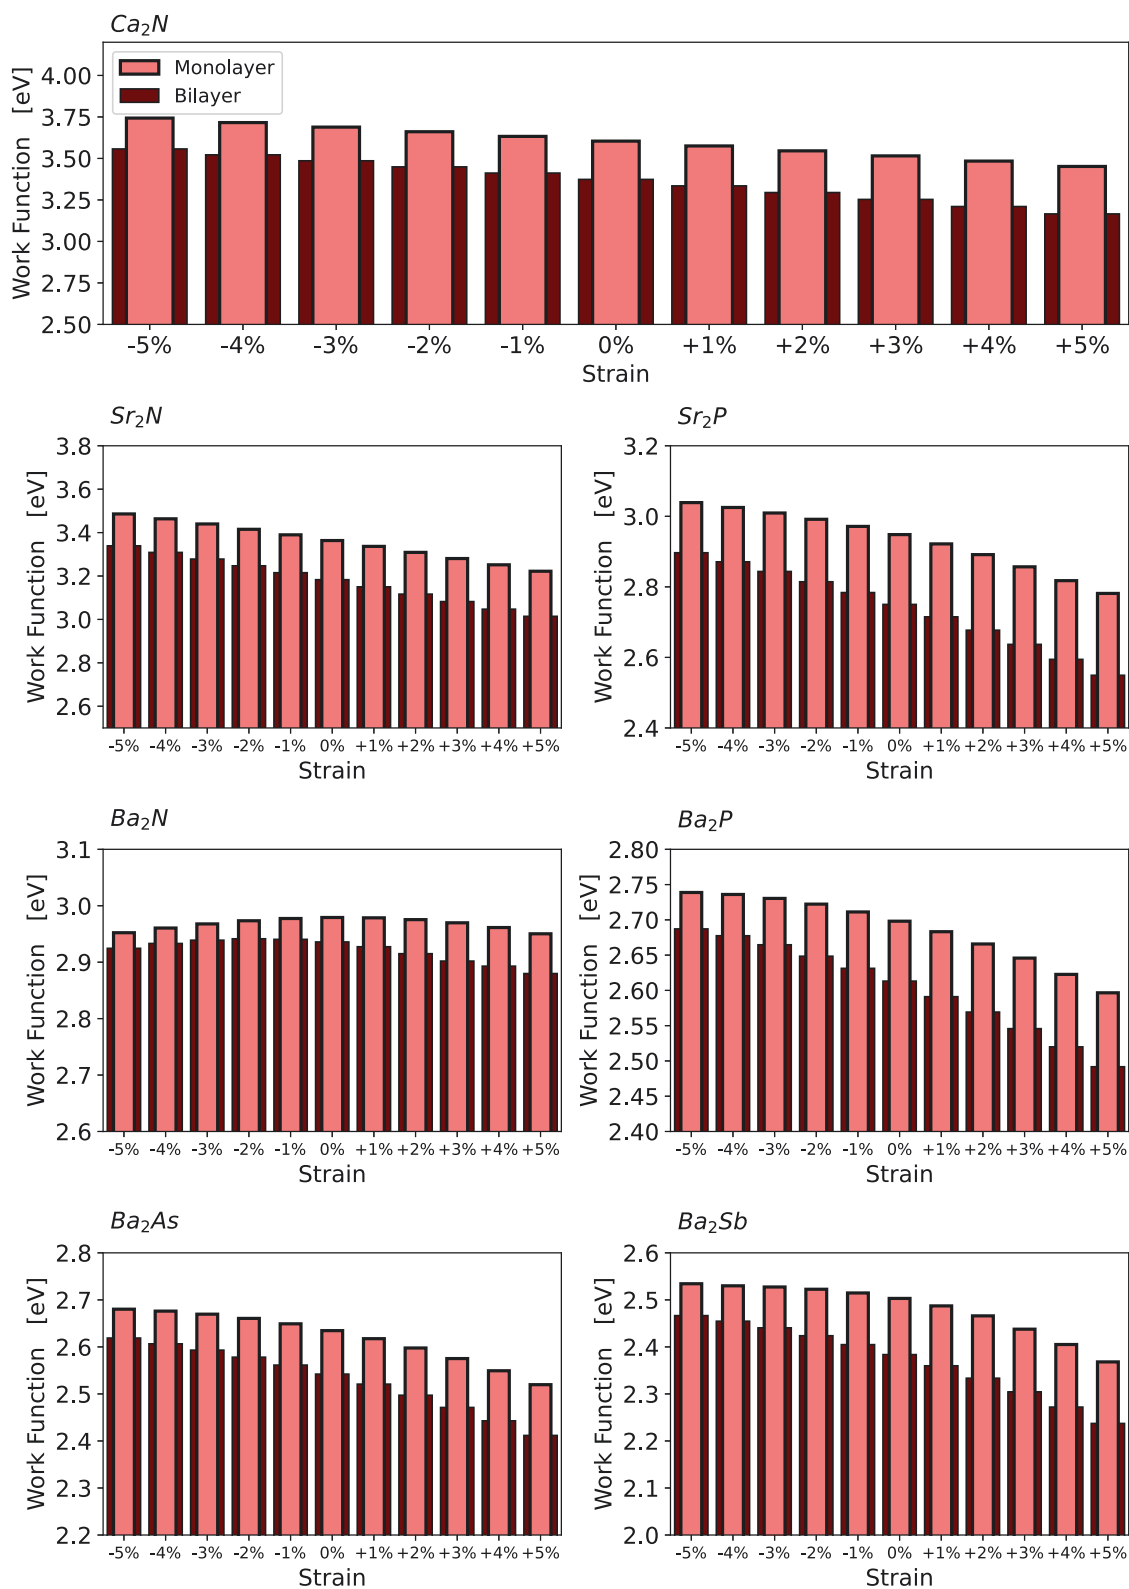 Ca₂N
Work Function [eV]
4.00
3.75
3.50
3.25
3.00
2.75
2.50
Monolayer
Bilayer
-5% -4% -3% -2% -1% 0% +1% +2% +3% +4% +5%
Strain
Sr₂N
Work Function [eV]
3.8
3.6
3.4
3.2
3.0
2.8
2.6
-5% -4% -3% -2% -1% 0% +1% +2% +3% +4% +5%
Strain
Sr₂P
Work Function [eV]
3.2
3.0
2.8
2.6
2.4
-5% -4% -3% -2% -1% 0% +1% +2% +3% +4% +5%
Strain
Ba₂N
Work Function [eV]
3.1
3.0
2.9
2.8
2.7
2.6
-5% -4% -3% -2% -1% 0% +1% +2% +3% +4% +5%
Strain
Ba₂P
Work Function [eV]
2.80
2.75
2.70
2.65
2.60
2.55
2.50
2.45
2.40
-5% -4% -3% -2% -1% 0% +1% +2% +3% +4% +5%
Strain
Ba₂As
Work Function [eV]
2.8
2.7
2.6
2.5
2.4
2.3
2.2
-5% -4% -3% -2% -1% 0% +1% +2% +3% +4% +5%
Strain
Ba₂Sb
Work Function [eV]
2.6
2.5
2.4
2.3
2.2
2.1
2.0
-5% -4% -3% -2% -1% 0% +1% +2% +3% +4% +5%
Strain